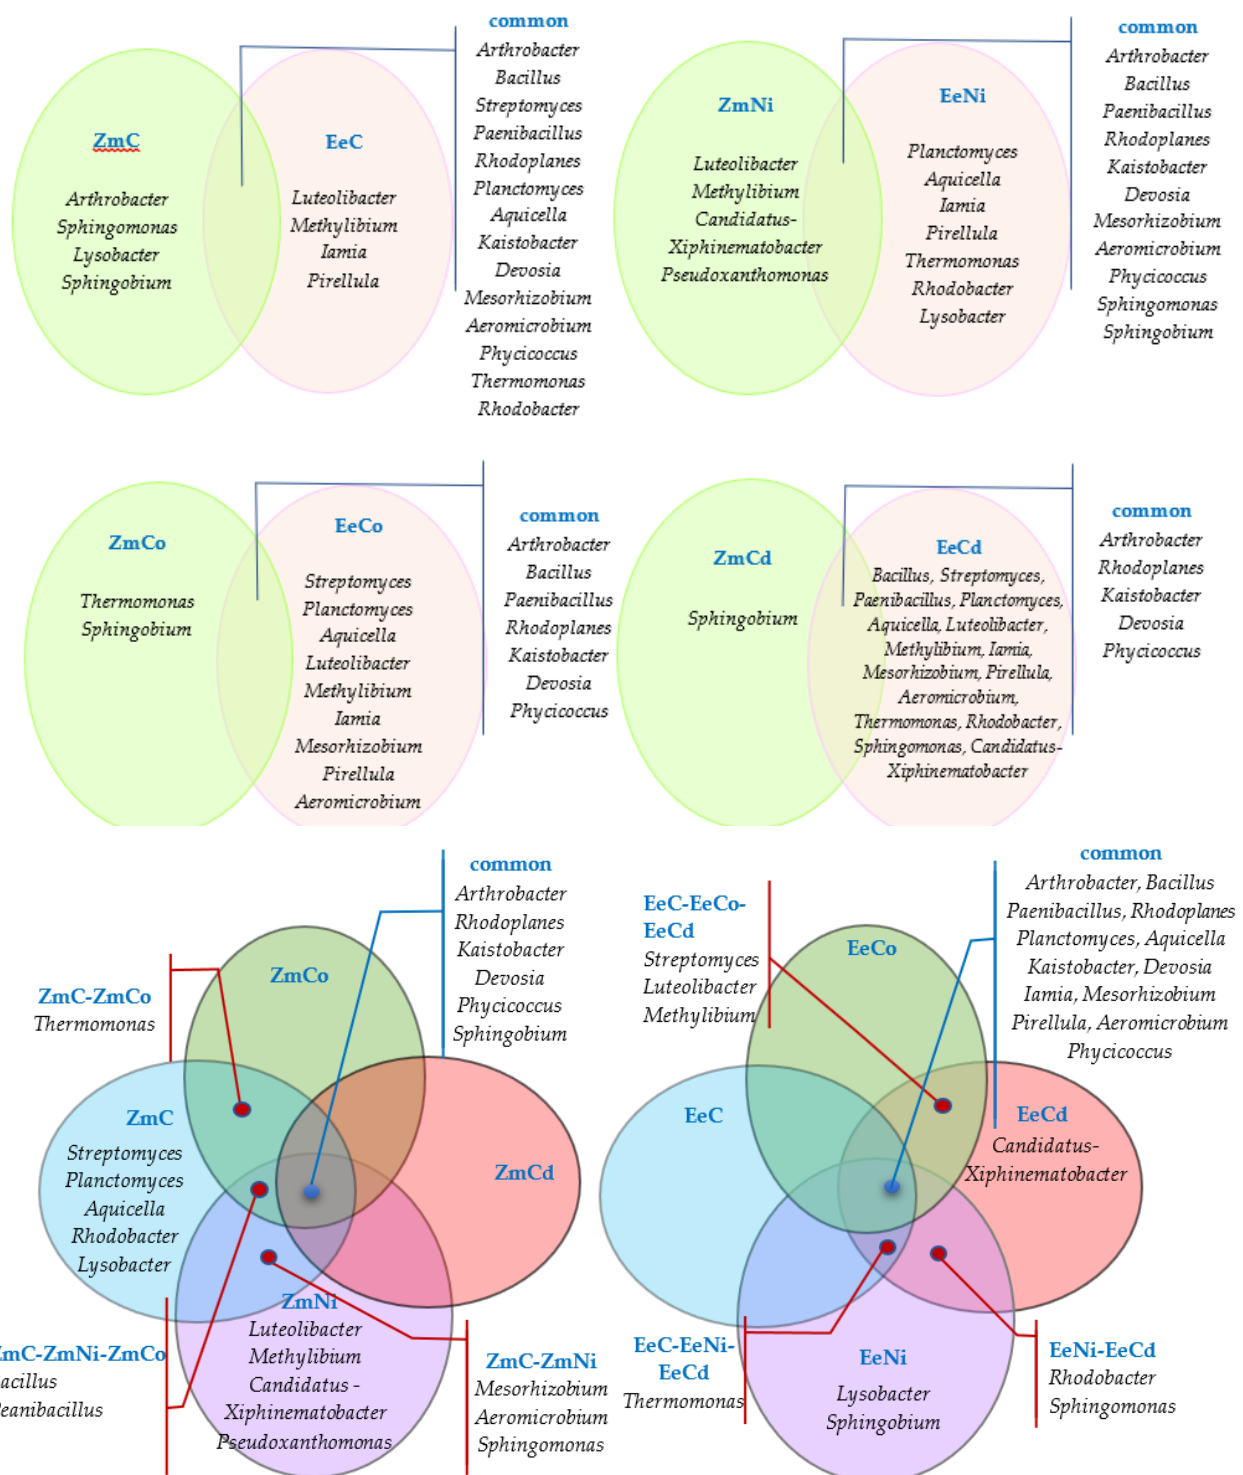 common
Arthrobacter
Bacillus
Streptomyces
Paenibacillus
Rhodoplanes
Planctomyces
Aquicella
Kaistobacter
Devosia
Mesorhizobium
Aeromicrobium
Phycicoccus
Thermomonas
Rhodobacter
ZmC
Arthrobacter
Sphingomonas
Lysobacter
Sphingobium
EeC
Luteolibacter
Methylibium
Iamia
Pirellula
common
Arthrobacter
Bacillus
Paenibacillus
Rhodoplanes
Kaistobacter
Devosia
Mesorhizobium
Aeromicrobium
Phycicoccus
Sphingomonas
Sphingobium
ZmNi
Luteolibacter
Methylibium
Candidatus-
Xiphinematobacter
Pseudoxanthomonas
EeNi
Planctomyces
Aquicella
Iamia
Pirellula
Thermomonas
Rhodobacter
Lysobacter
ZmCo
Thermomonas
Sphingobium
EeCo
Streptomyces
Planctomyces
Aquicella
Luteolibacter
Methylibium
Iamia
Mesorhizobium
Pirellula
Aeromicrobium
common
Arthrobacter
Bacillus
Paenibacillus
Rhodoplanes
Kaistobacter
Devosia
Phycicoccus
ZmCd
Sphingobium
EeCd
Bacillus, Streptomyces,
Paenibacillus, Planctomyces,
Aquicella, Luteolibacter,
Methylibium, Iamia,
Mesorhizobium, Pirellula,
Aeromicrobium,
Thermomonas, Rhodobacter,
Sphingomonas, Candidatus-
Xiphinematobacter
common
Arthrobacter
Rhodoplanes
Kaistobacter
Devosia
Phycicoccus
common
Arthrobacter
Rhodoplanes
Kaistobacter
Devosia
Phycicoccus
Sphingobium
ZmCo
ZmC-ZmCo
Thermomonas
ZmC
Streptomyces
Planctomyces
Aquicella
Rhodobacter
Lysobacter
ZmCd
ZmNi
Luteolibacter
Methylibium
Candidatus -
Xiphinematobacter
Pseudoxanthomonas
ZmC-ZmNi-ZmCo
acillus
eanibacillus
ZmC-ZmNi
Mesorhizobium
Aeromicrobium
Sphingomonas
common
Arthrobacter, Bacillus
Paenibacillus, Rhodoplanes
Planctomyces, Aquicella
Kaistobacter, Devosia
Iamia, Mesorhizobium
Pirellula, Aeromicrobium
Phycicoccus
EeC-EeCo-
EeCd
Streptomyces
Luteolibacter
Methylibium
EeCo
EeC
EeCd
Candidatus-
Xiphinematobacter
EeC-EeNi-
EeCd
Thermomonas
EeNi
Lysobacter
Sphingobium
EeNi-EeCd
Rhodobacter
Sphingomonas